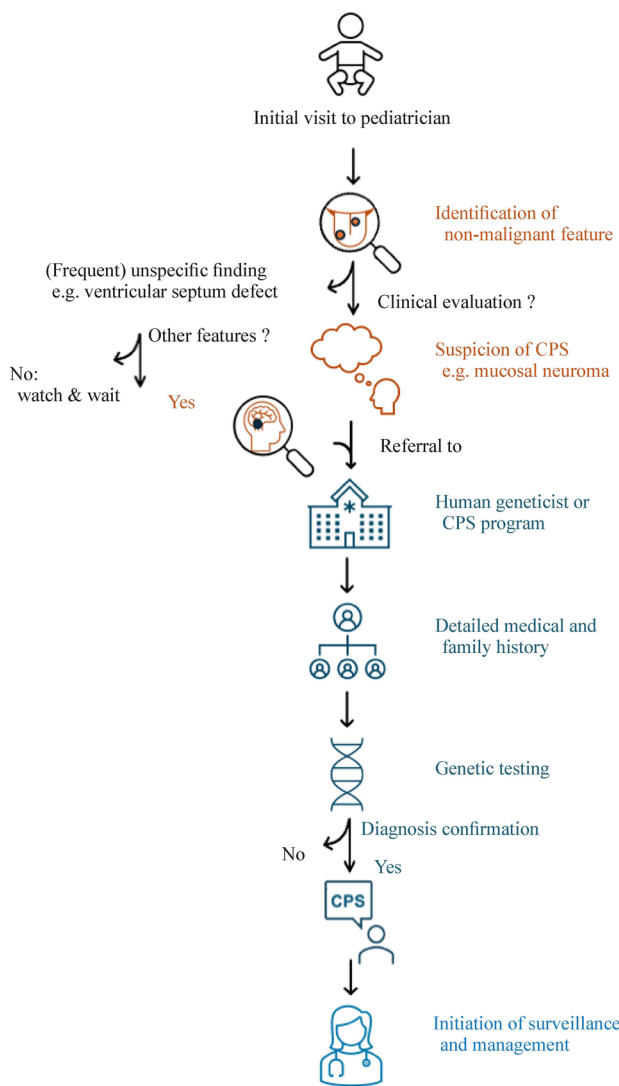 Initial visit to pediatrician
Identification of
non-malignant feature
(Frequent) unspecific finding
e.g. ventricular septum defect
Clinical evaluation ?
Other features ?
Suspicion of CPS
e.g. mucosal neuroma
No:
watch & wait
Yes
Referral to
Human geneticist or
CPS program
Detailed medical and
family history
Genetic testing
Diagnosis confirmation
No
Yes
CPS
Initiation of surveillance
and management